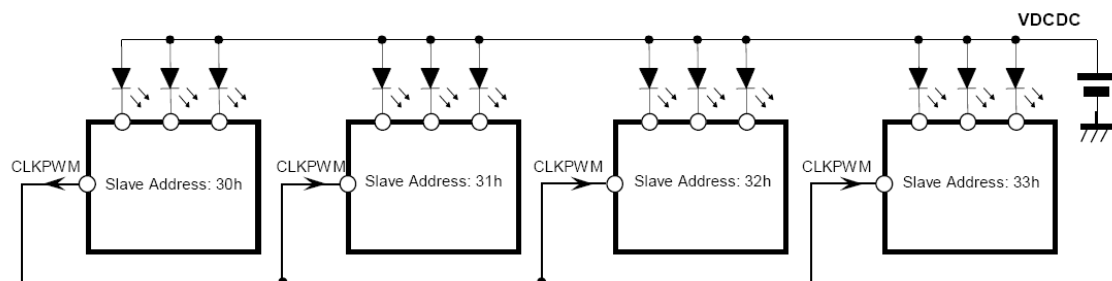 VDCDC
CLKPWM
Slave Address: 30h
CLKPWM
Slave Address: 31h
CLKPWM
Slave Address: 32h
CLKPWM
Slave Address: 33h